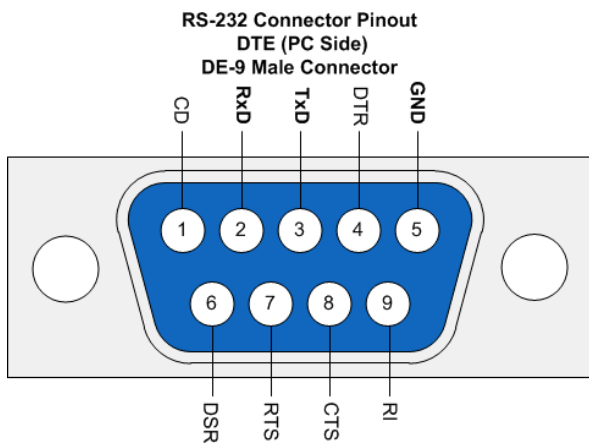 RS-232 Connector Pinout
DTE (PC Side)
DE-9 Male Connector
CD
RxD
TxD
DTR
GND
1
2
3
4
5
6
7
8
9
DSR
RTS
CTS
RI